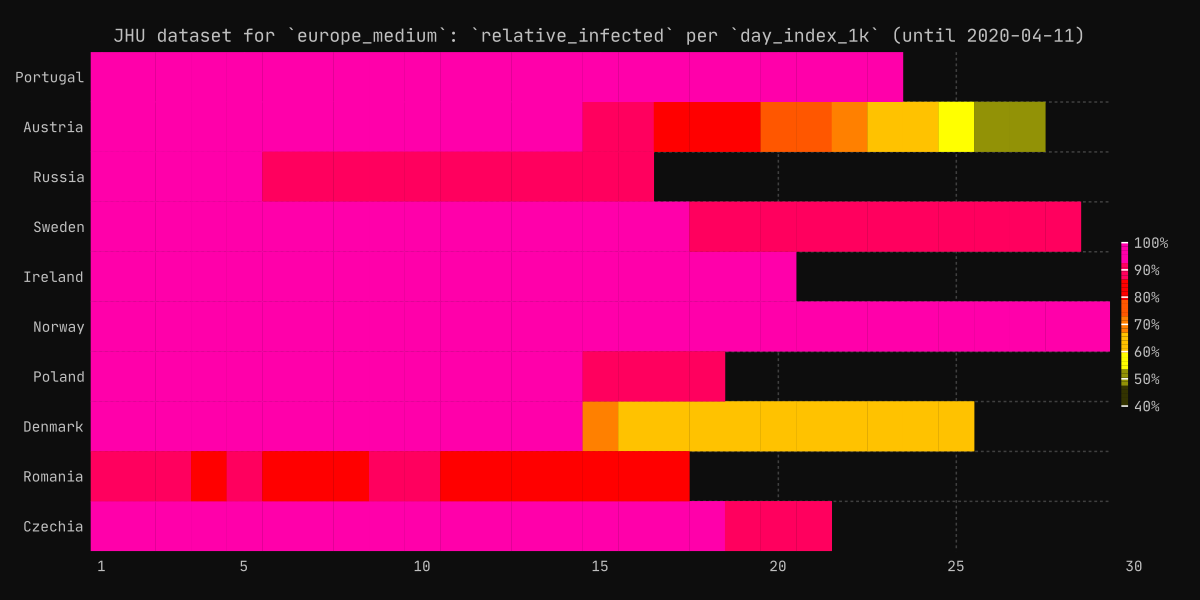 JHU dataset for `europe_medium`: `relative_infected` per `day_index_1k` (until 2020-04-11)
Portugal
Austria
Russia
Sweden
Ireland
Norway
Poland
Denmark
Romania
Czechia
100%
90%
80%
70%
60%
50%
40%
1 5 10 15 20 25 30